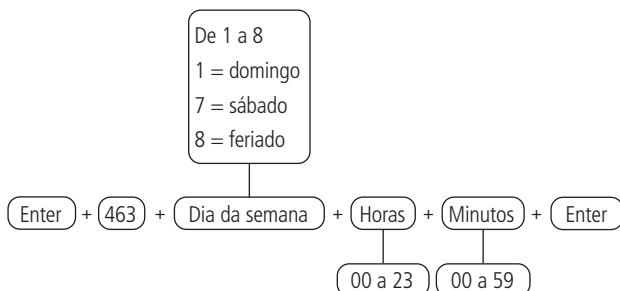 De 1 a 8
1 = domingo
7 = sábado
8 = feriado
Enter + 463 + Dia da semana + Horas + Minutos + Enter
00 a 23 00 a 59